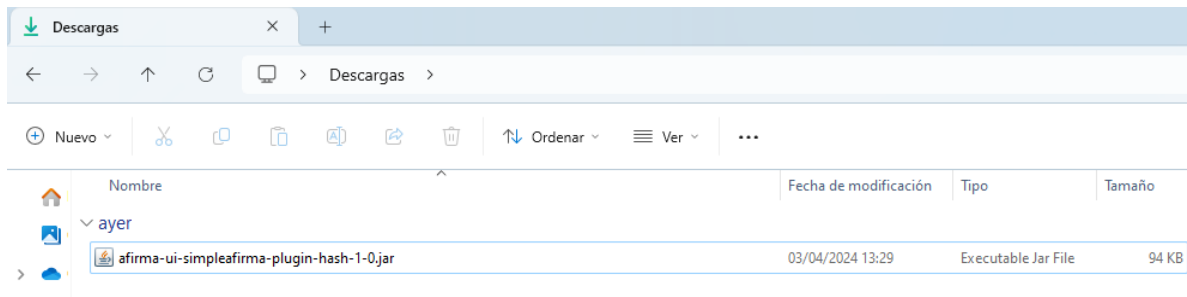 Descargas
Descargas
Nuevo
Ordenar
Ver
Nombre Fecha de modificación Tipo Tamaño
ayer
afirma-ui-simpleafirma-plugin-hash-1-0.jar 03/04/2024 13:29 Executable Jar File 94 KB